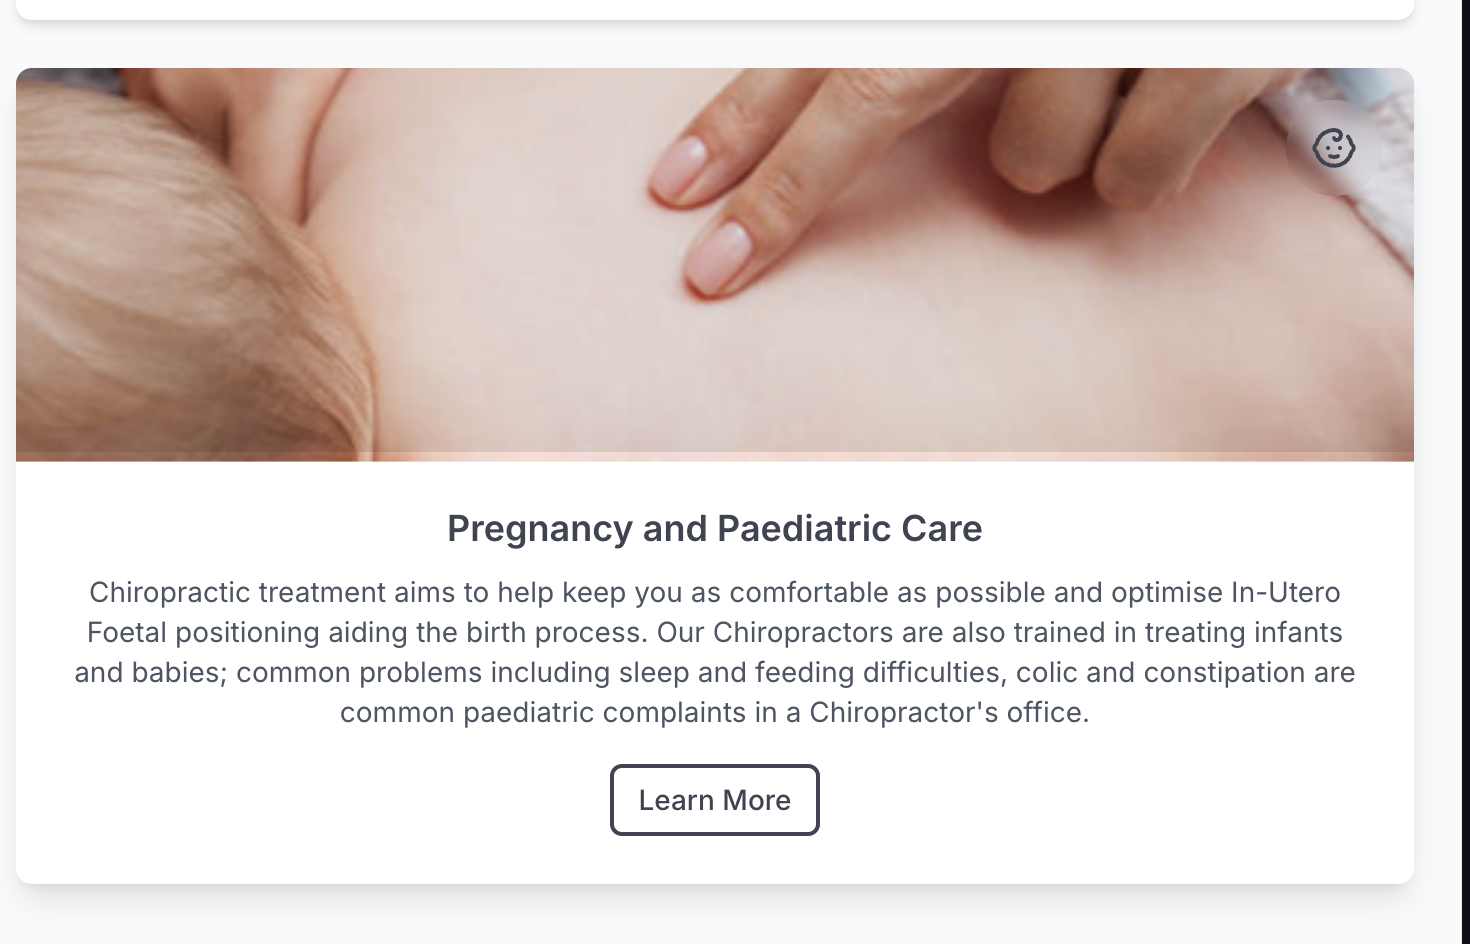 Pregnancy and Paediatric Care
Chiropractic treatment aims to help keep you as comfortable as possible and optimise In-Utero
Foetal positioning aiding the birth process. Our Chiropractors are also trained in treating infants
and babies; common problems including sleep and feeding difficulties, colic and constipation are
common paediatric complaints in a Chiropractor's office.
Learn More